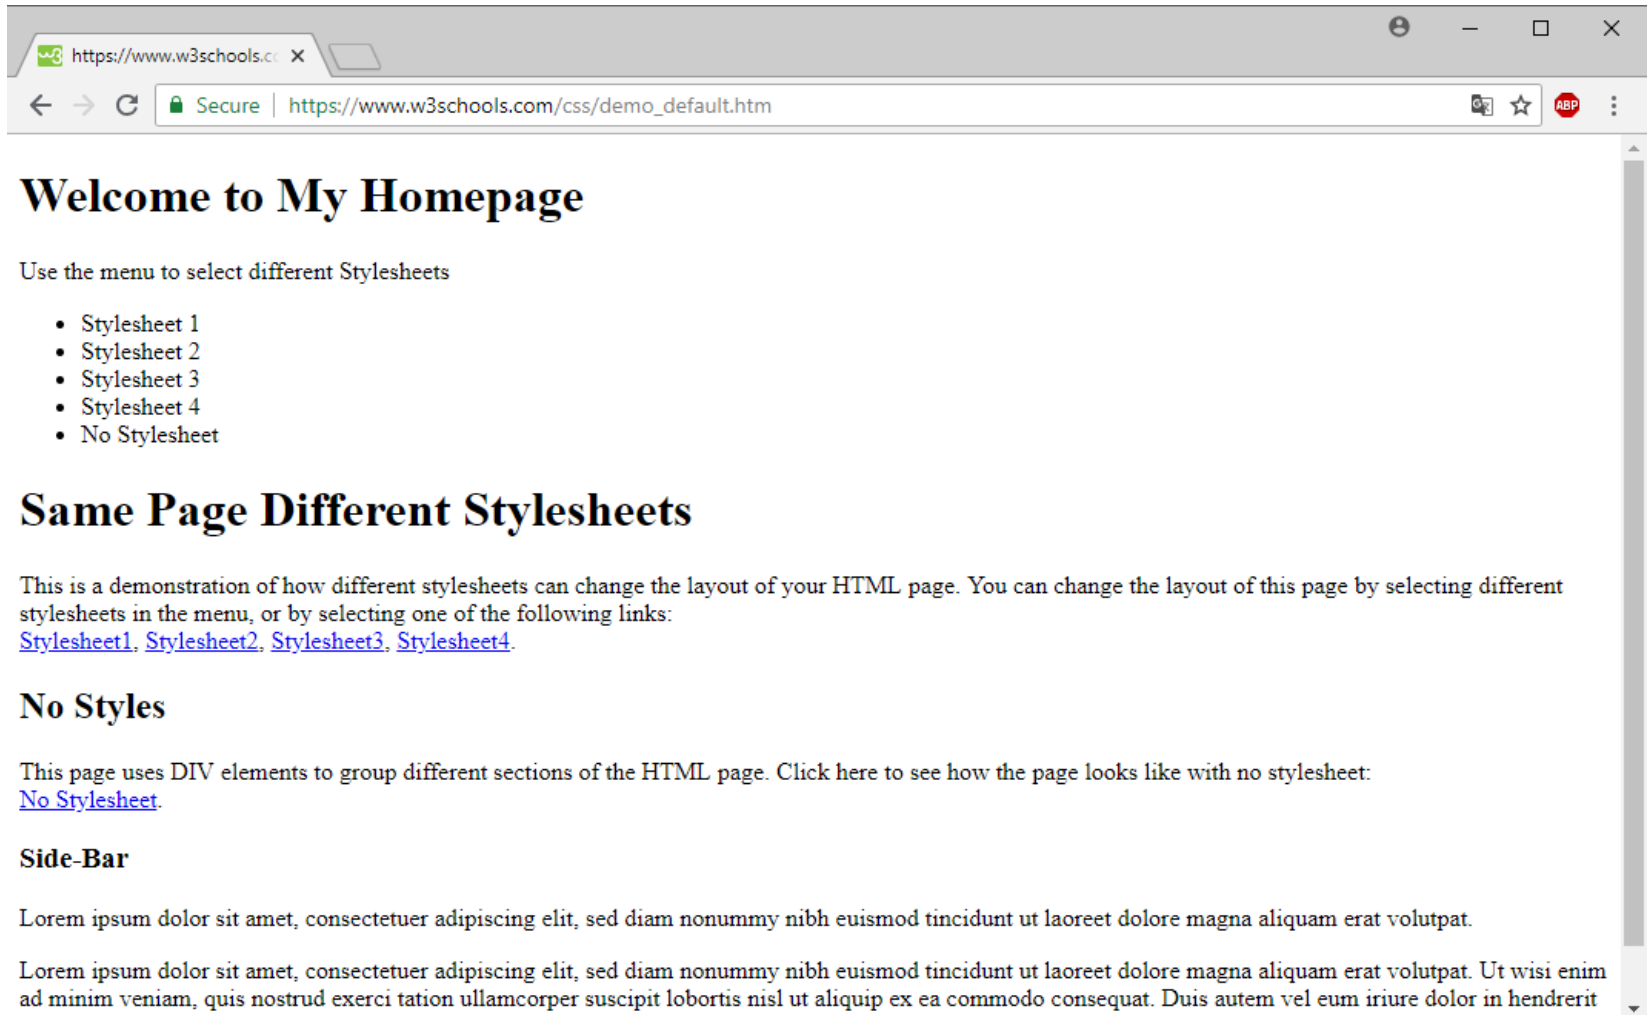 https://www.w3schools.co
Secure https://www.w3schools.com/css/demo_default.htm
ABP
Welcome to My Homepage
Use the menu to select different Stylesheets
• Stylesheet 1
• Stylesheet 2
• Stylesheet 3
• Stylesheet 4
• No Stylesheet
Same Page Different Stylesheets
This is a demonstration of how different stylesheets can change the layout of your HTML page. You can change the layout of this page by selecting different
stylesheets in the menu, or by selecting one of the following links:
Stylesheet1, Stylesheet2, Stylesheet3, Stylesheet4.
No Styles
This page uses DIV elements to group different sections of the HTML page. Click here to see how the page looks like with no stylesheet:
No Stylesheet.
Side-Bar
Lorem ipsum dolor sit amet, consectetuer adipiscing elit, sed diam nonummy nibh euismod tincidunt ut laoreet dolore magna aliquam erat volutpat.
Lorem ipsum dolor sit amet, consectetuer adipiscing elit, sed diam nonummy nibh euismod tincidunt ut laoreet dolore magna aliquam erat volutpat. Ut wisi enim
ad minim veniam, quis nostrud exerci tation ullamcorper suscipit lobortis nisl ut aliquip ex ea commodo consequat. Duis autem vel eum iriure dolor in hendrerit